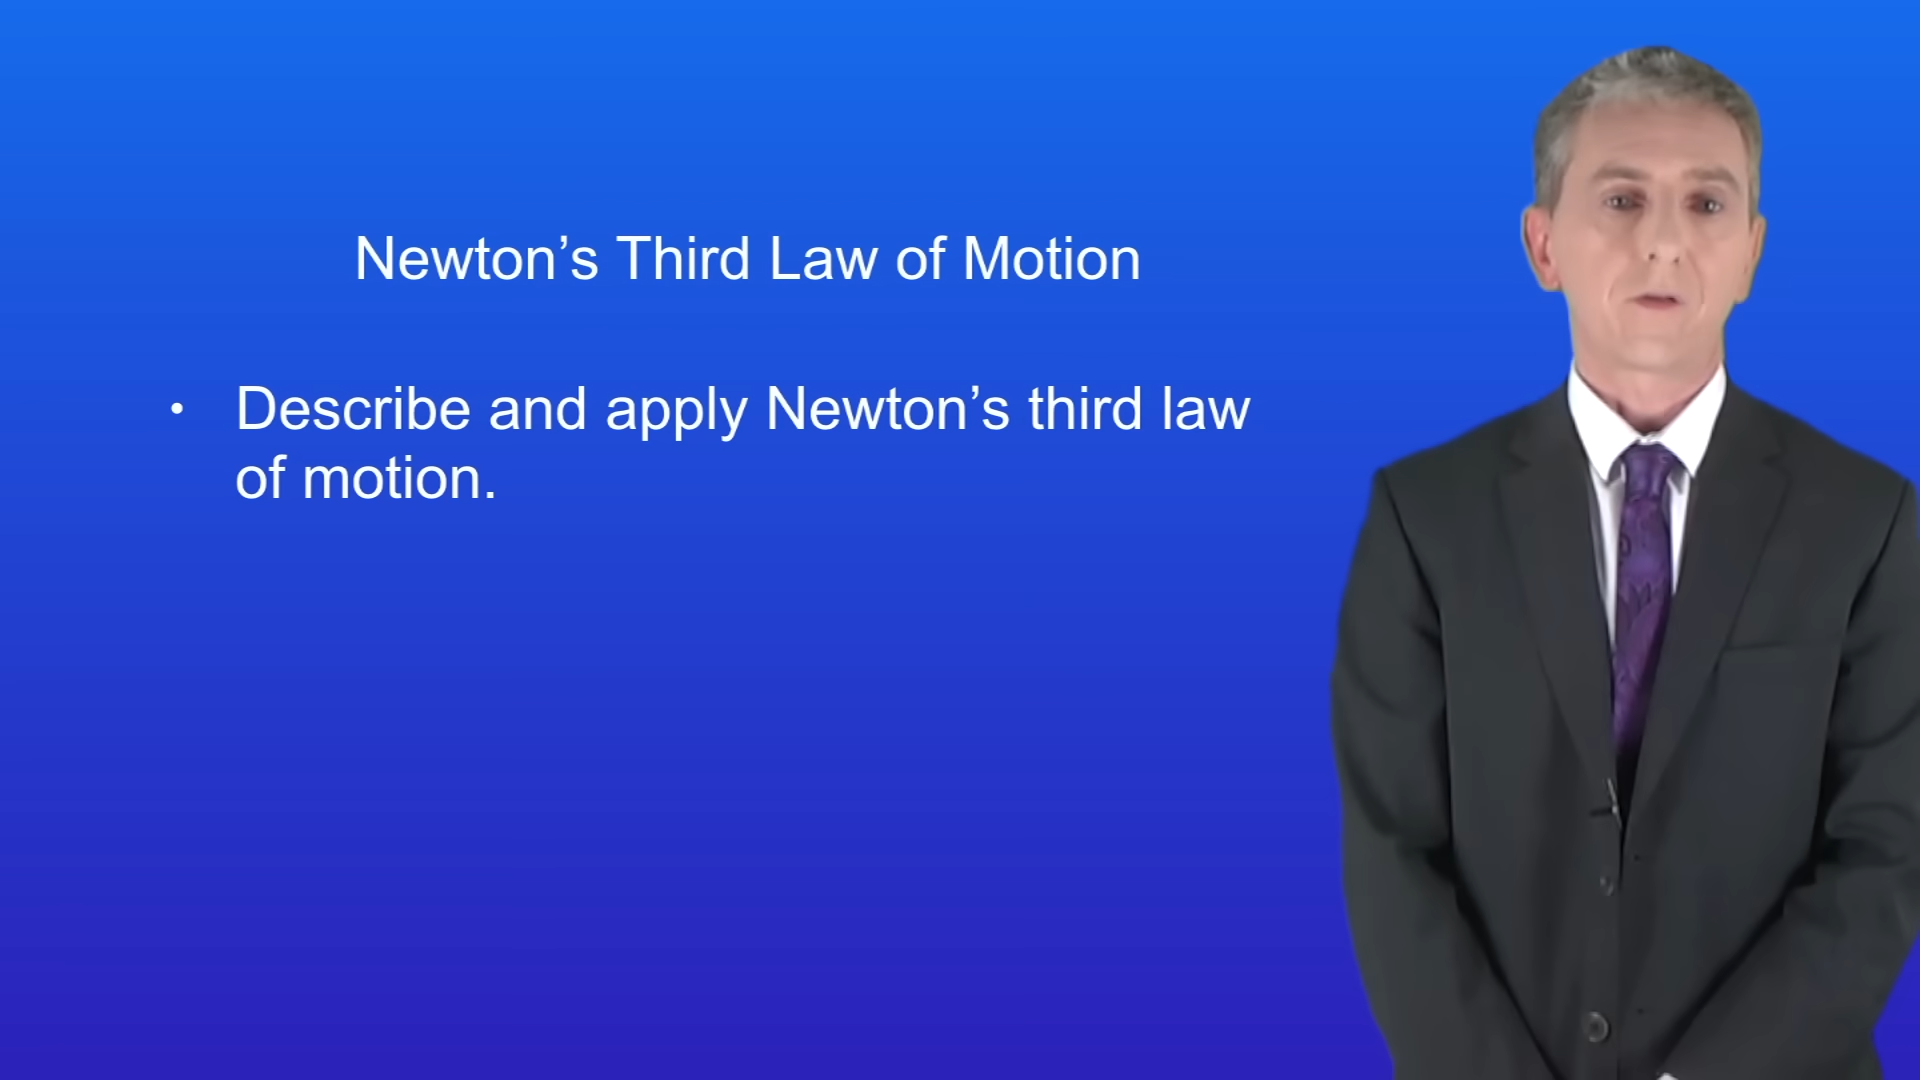 Newton’s Third Law of Motion
• Describe and apply Newton’s third law
of motion.